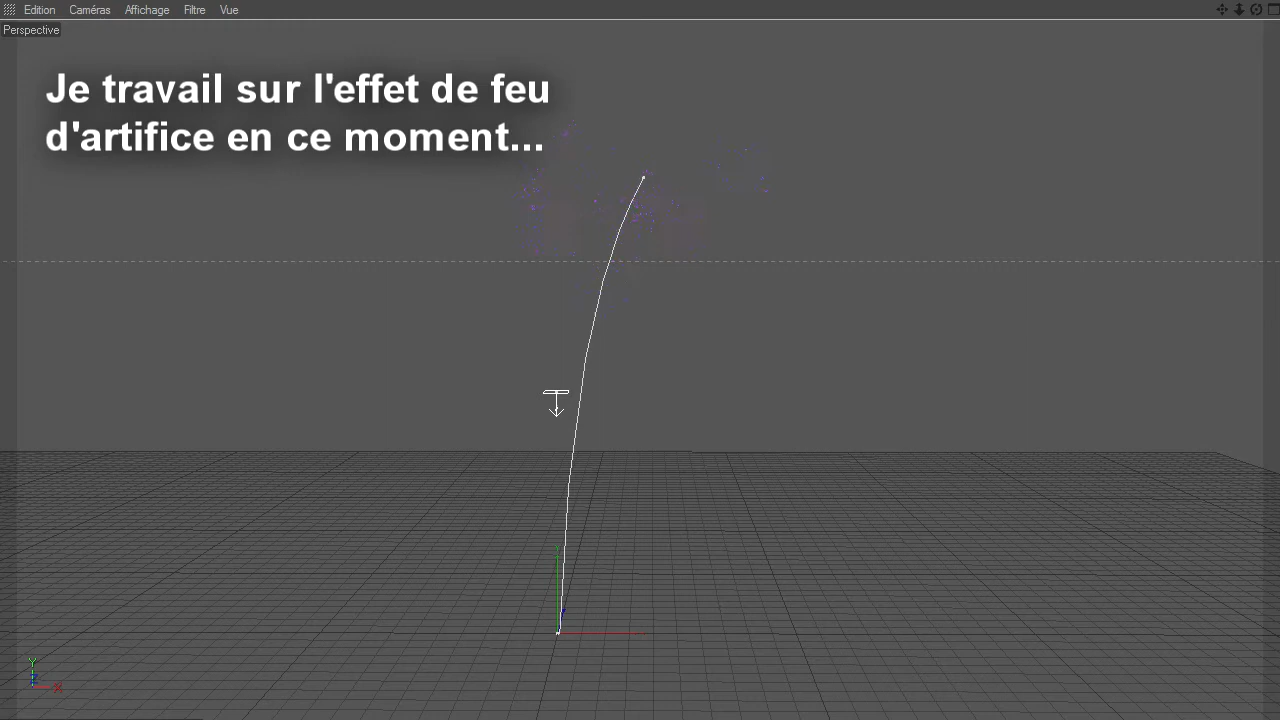 Edition Caméras Affichage Filtre Vue
Perspective
Je travail sur l'effet de feu
d'artifice en ce moment...
Y
Y
Z
X